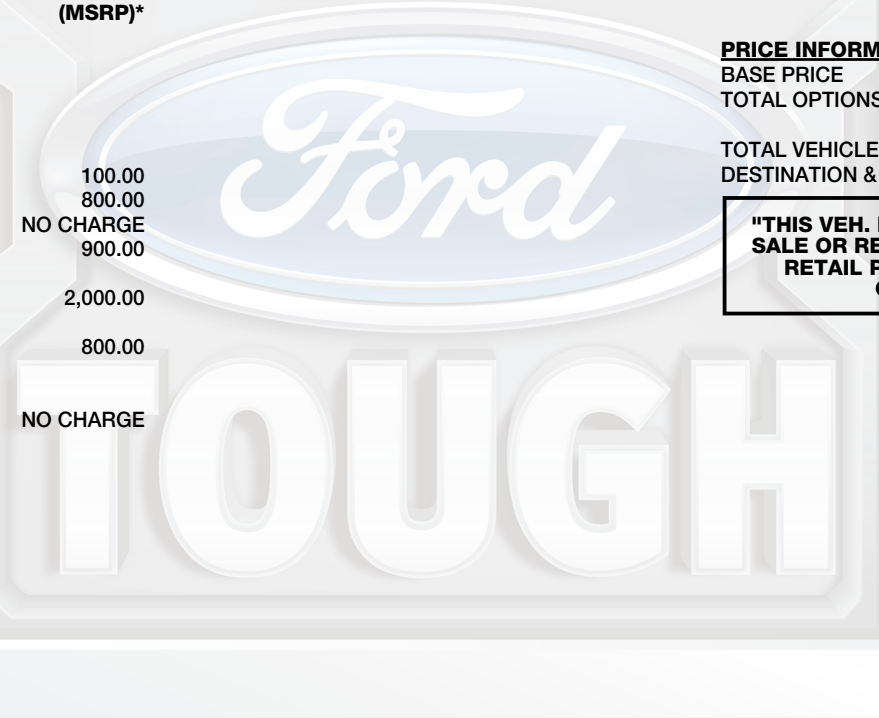 (MSRP)*
100.00
800.00
NO CHARGE
900.00
2,000.00
800.00
NO CHARGE
PRICE INFORM
BASE PRICE
TOTAL OPTIONS
TOTAL VEHICLE
DESTINATION &
"THIS VEH.
SALE OR RE
RETAIL P
Ford
TOUGH